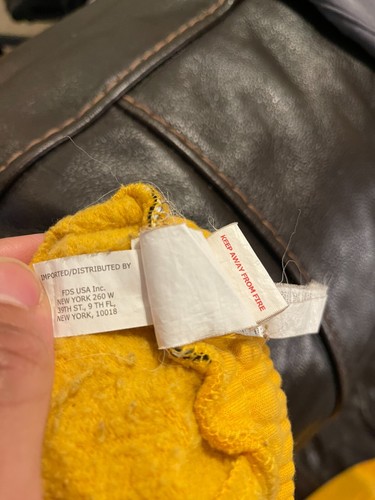 IMPORTED/DISTRIBUTED BY
FDS USA Inc.
NEW YORK 260 W
39TH ST., 9 TH FL,
NEW YORK, 10018
KEEP AWAY FROM FIRE